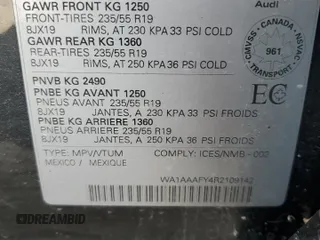 GAWR FRONT KG 1250
FRONT-TIRES 235/55 R19
8JX19 RIMS, AT 230 KPA 33 PSI COLD
GAWR REAR KG 1360
REAR-TIRES 235/55 R19
8JX19 RIMS, AT 250 KPA 36 PSI COLD
PNVB KG 2490
PNBE KG AVANT 1250
PNEUS AVANT 235/55 R19
8JX19 JANTES, A 230 KPA 33 PSI FROIDS
PNBE KG ARRIERE 1360
PNEUS ARRIERE 235/55 R19
8JX19 JANTES, A 250 KPA 36 PSI FROIDS
TYPE: MPV/VTUM COMPLY: ICES/NMB-002
MEXICO / MEXIQUE
WA1AAAFY4R2109142
Audi
CANADA
961
CMVSS NSVAC
TRANSPORT
EC
© DREAMBID